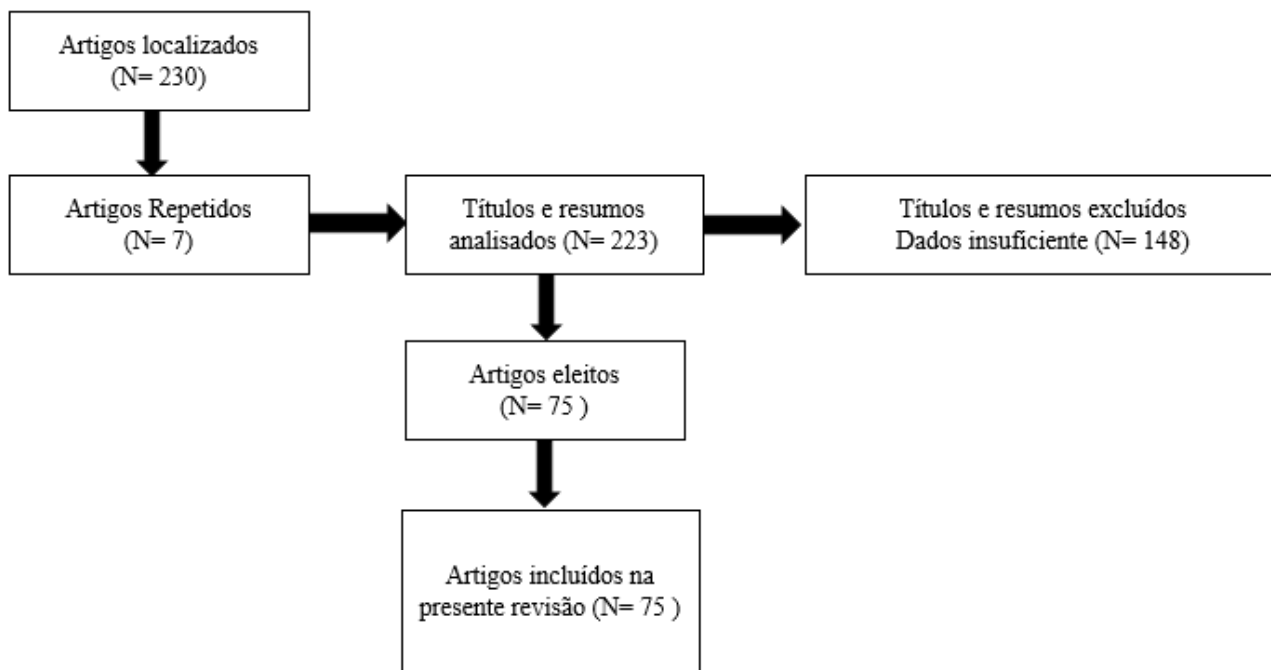 Artigos localizados
(N= 230)
Artigos Repetidos
(N= 7)
Títulos e resumos
analisados (N= 223)
Títulos e resumos excluídos
Dados insuficiente (N= 148)
Artigos eleitos
(N= 75 )
Artigos incluídos na
presente revisão (N= 75 )